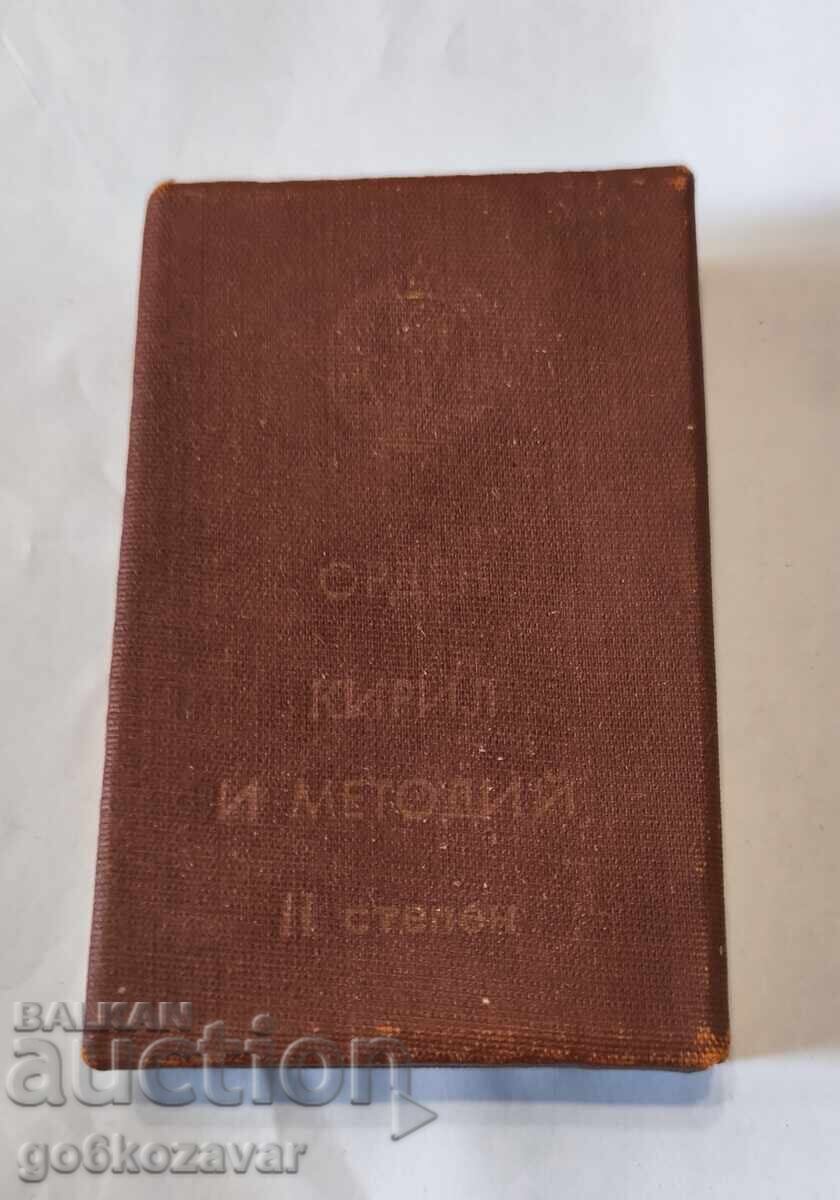 ОРДЕН
КИРИЛ
И МЕТОДИЙ
II степен
BALKAN
auction
go6kozavar